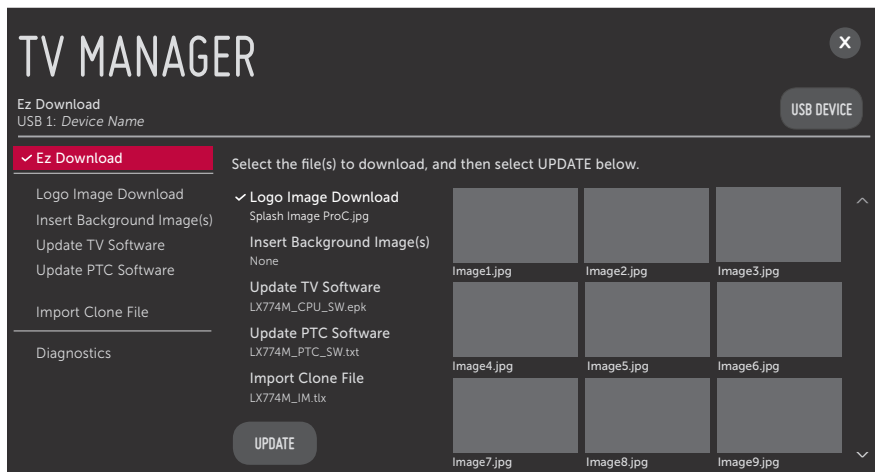 TV MANAGER
X
Ez Download
USB 1: Device Name
USB DEVICE
Ez Download
Logo Image Download
Insert Background Image(s)
Update TV Software
Update PTC Software
Import Clone File
Diagnostics
Select the file(s) to download, and then select UPDATE below.
Logo Image Download
Splash Image ProC.jpg
Insert Background Image(s)
None
Update TV Software
LX774M_CPU_SW.epk
Update PTC Software
LX774M_PTC_SW.txt
Import Clone File
LX774M_IM.tlx
UPDATE
Image1.jpg Image2.jpg Image3.jpg
Image4.jpg Image5.jpg Image6.jpg
Image7.jpg Image8.jpg Image9.jpg